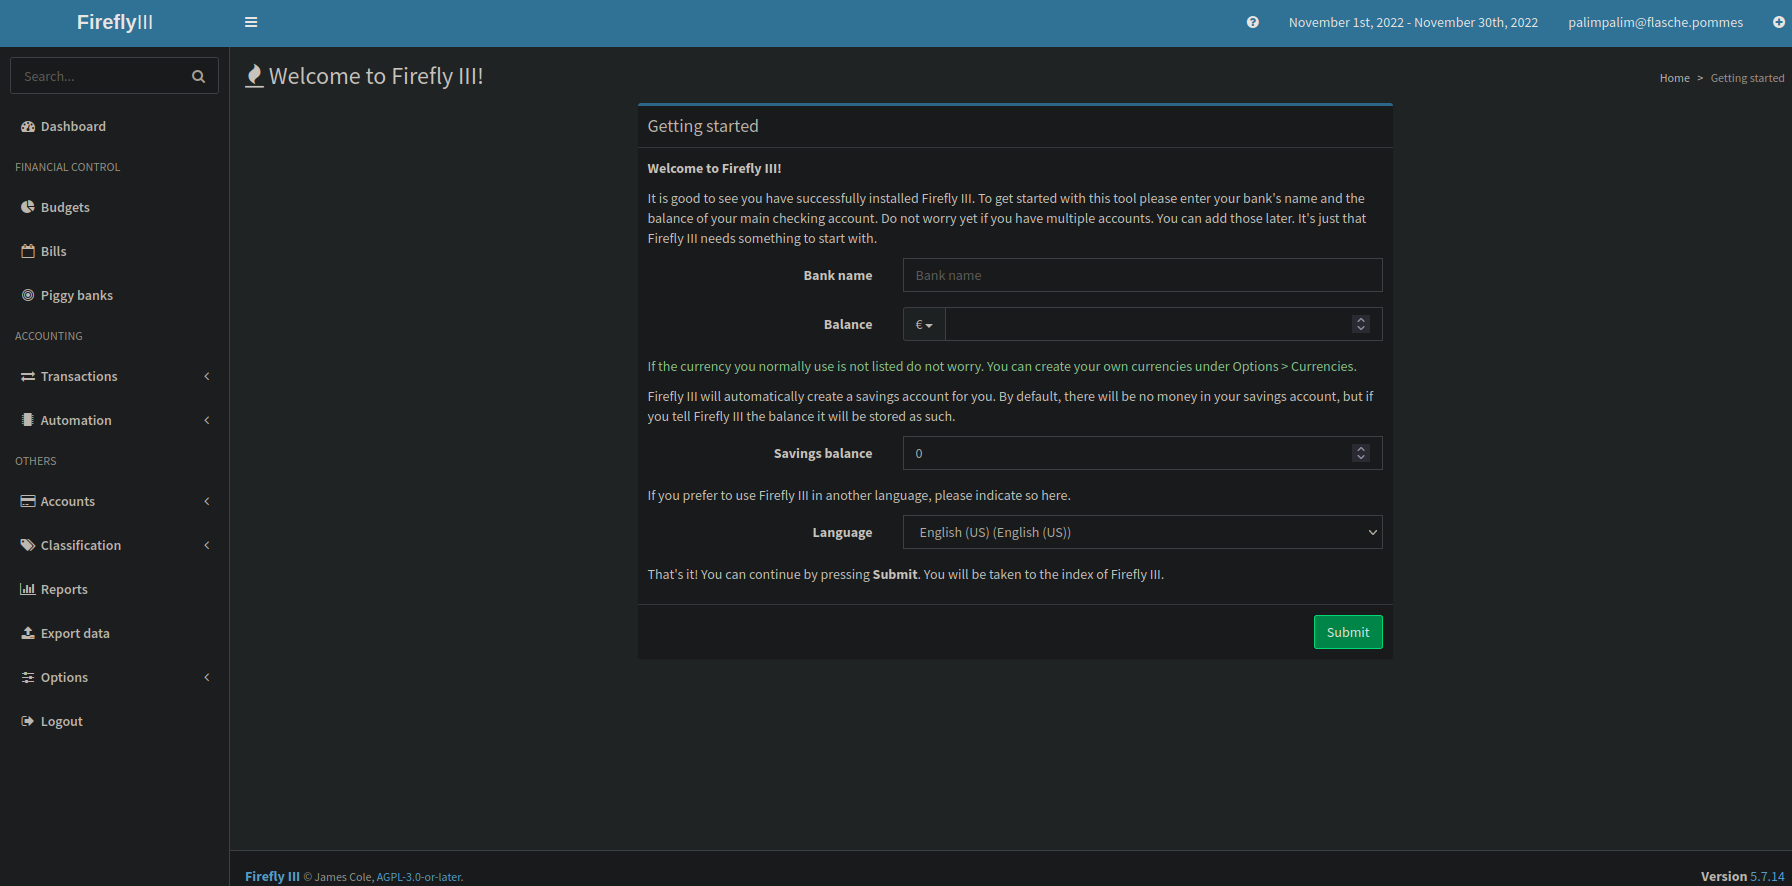 FireflyIII
November 1st, 2022 - November 30th, 2022
palimpalim@flasche.pommes
Search...
Dashboard
FINANCIAL CONTROL
Budgets
Bills
Piggy banks
ACCOUNTING
Transactions
Automation
OTHERS
Accounts
Classification
Reports
Export data
Options
Logout
Welcome to Firefly III!
Home > Getting started
Getting started
Welcome to Firefly III!
It is good to see you have successfully installed Firefly III. To get started with this tool please enter your bank's name and the
balance of your main checking account. Do not worry yet if you have multiple accounts. You can add those later. It's just that
Firefly III needs something to start with.
Bank name
Bank name
Balance
€
If the currency you normally use is not listed do not worry. You can create your own currencies under Options > Currencies.
Firefly III will automatically create a savings account for you. By default, there will be no money in your savings account, but if
you tell Firefly III the balance it will be stored as such.
Savings balance
0
If you prefer to use Firefly III in another language, please indicate so here.
Language
English (US) (English (US))
That's it! You can continue by pressing Submit. You will be taken to the index of Firefly III.
Submit
Firefly III © James Cole, AGPL-3.0-or-later.
Version 5.7.14